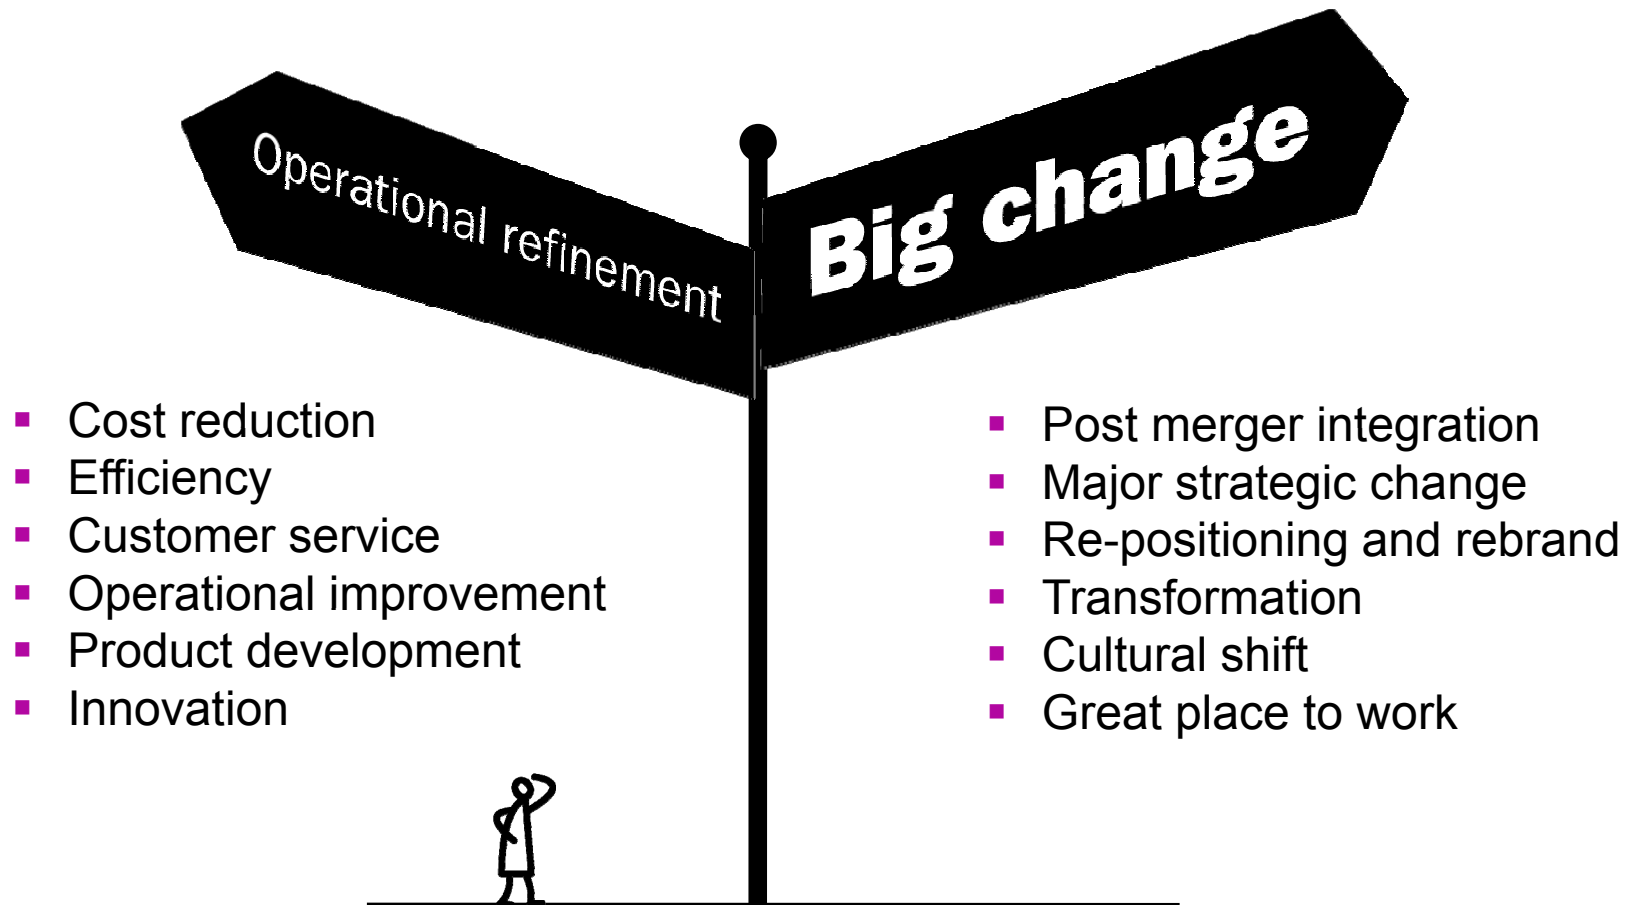 Operational refinement
Big change
Cost reduction
Efficiency
Customer service
Operational improvement
Product development
Innovation
Post merger integration
Major strategic change
Re-positioning and rebrand
Transformation
Cultural shift
Great place to work